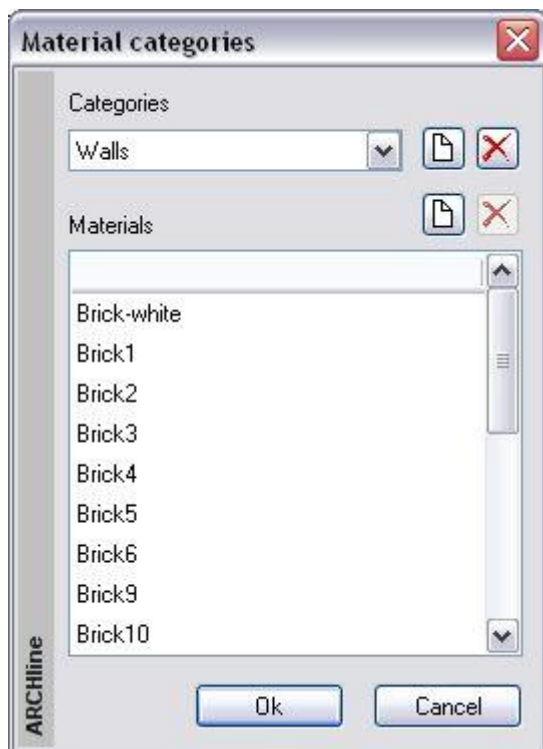 Material categories
Categories
Walls
Materials
Brick-white
Brick1
Brick2
Brick3
Brick4
Brick5
Brick6
Brick9
Brick10
ARCHline
Ok
Cancel